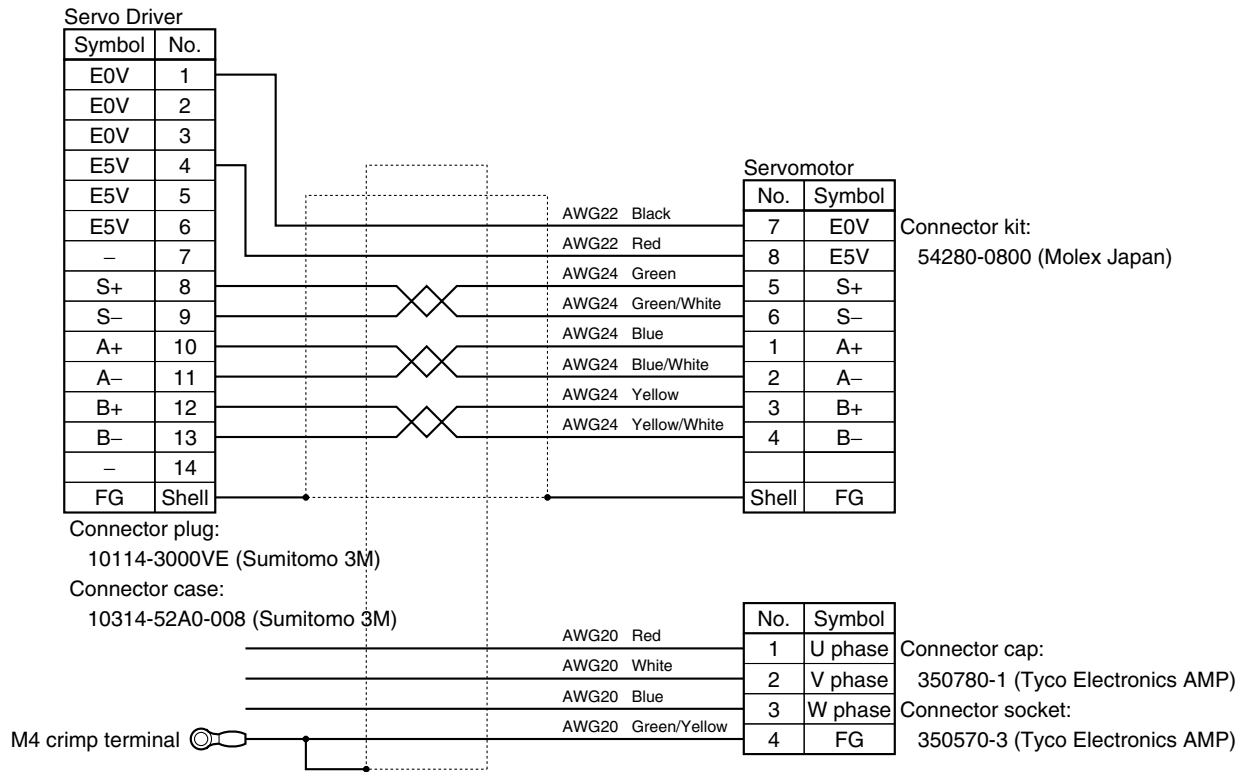 Servo Driver
Symbol No.
E0V 1
E0V 2
E0V 3
E5V 4
E5V 5
E5V 6
– 7
S+ 8
S– 9
A+ 10
A– 11
B+ 12
B– 13
– 14
FG Shell
Connector plug:
10114-3000VE (Sumitomo 3M)
Connector case:
10314-52A0-008 (Sumitomo 3M)
AWG22 Black
AWG22 Red
AWG24 Green
AWG24 Green/White
AWG24 Blue
AWG24 Blue/White
AWG24 Yellow
AWG24 Yellow/White
Servomotor
No. Symbol
7 E0V
8 E5V
5 S+
6 S–
1 A+
2 A–
3 B+
4 B–
Shell FG
Connector kit:
54280-0800 (Molex Japan)
M4 crimp terminal
AWG20 Red
AWG20 White
AWG20 Blue
AWG20 Green/Yellow
No. Symbol
1 U phase
2 V phase
3 W phase
4 FG
Connector cap:
350780-1 (Tyco Electronics AMP)
Connector socket:
350570-3 (Tyco Electronics AMP)